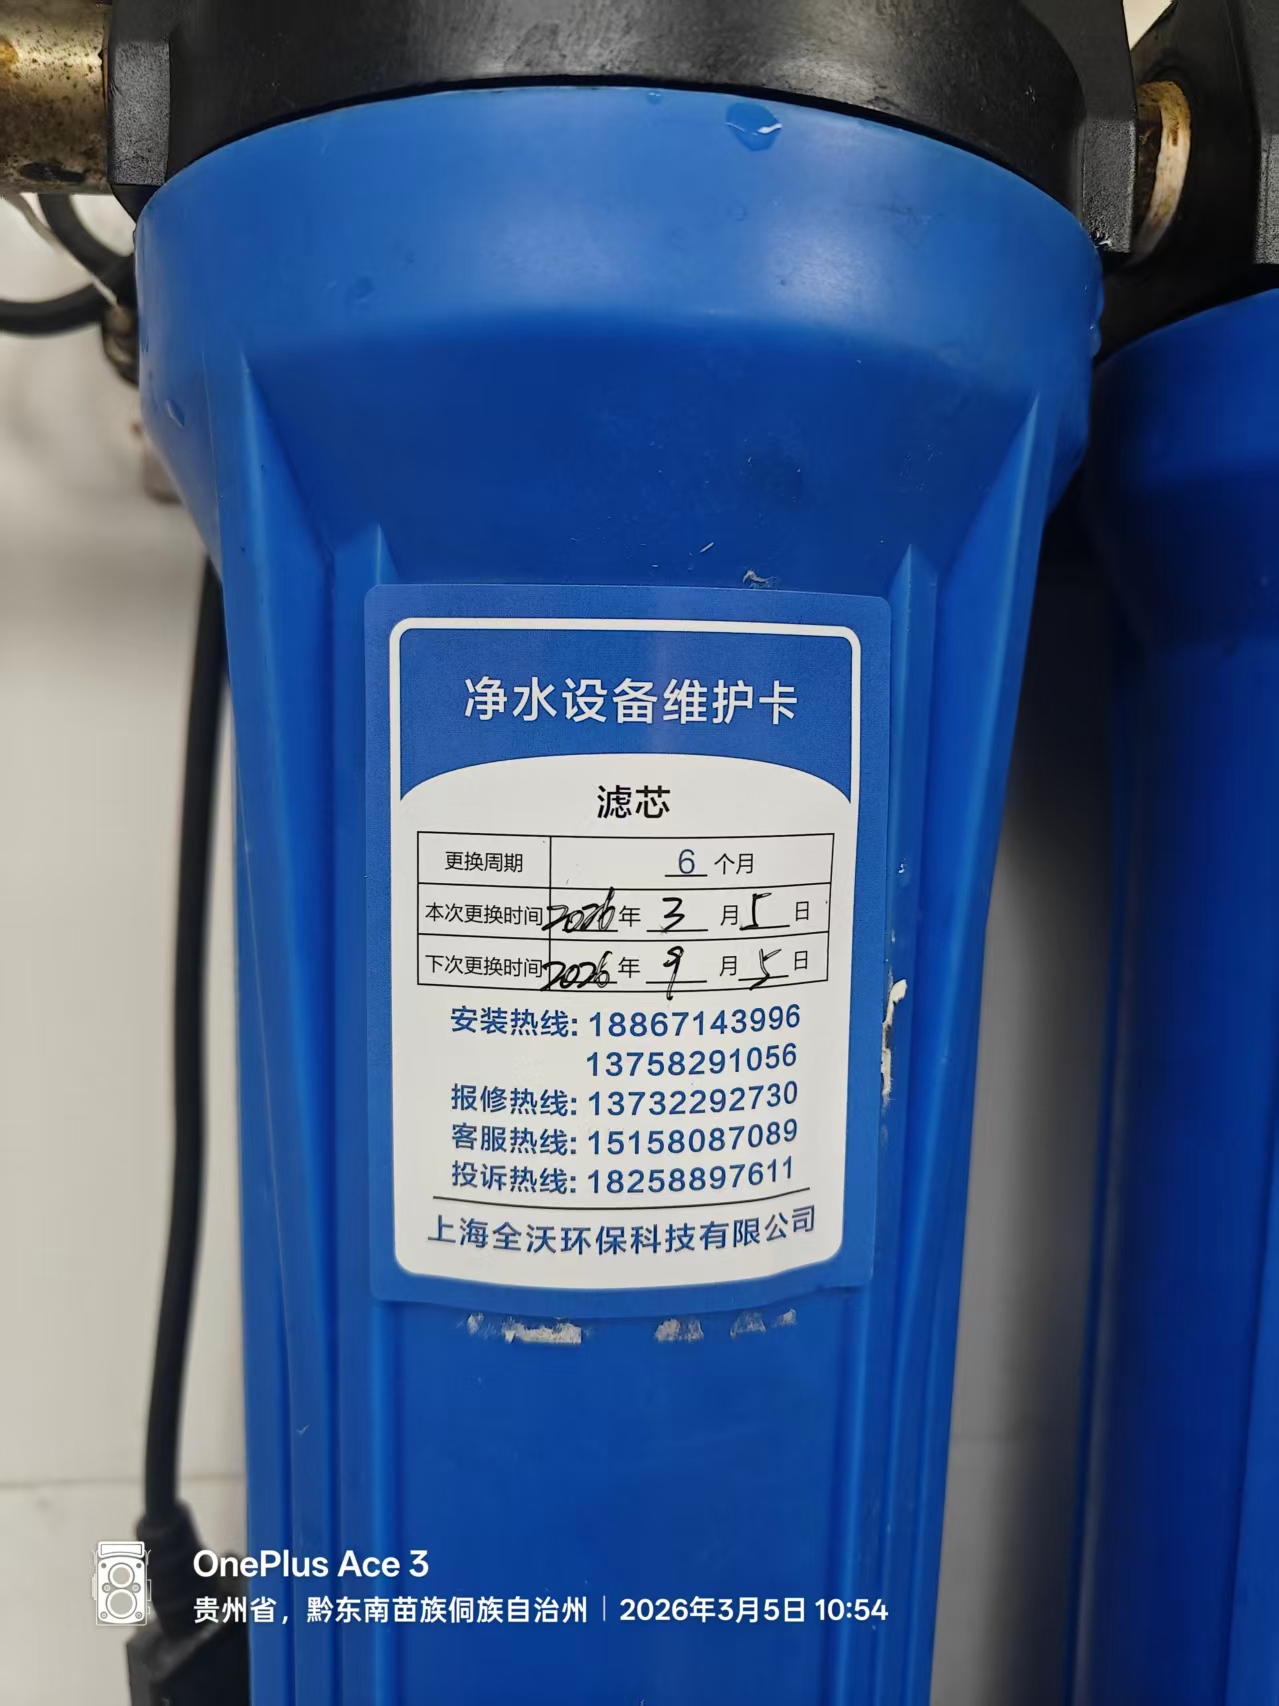 净水设备维护卡
滤芯
更换周期 6 个月
本次更换时间 2026 年 3 月 5 日
下次更换时间 2026 年 9 月 5 日
安装热线: 18867143996
13758291056
报修热线: 13732292730
客服热线: 15158087089
投诉热线: 18258897611
上海全沃环保科技有限公司
OnePlus Ace 3
贵州省，黔东南苗族侗族自治州 | 2026年3月5日 10:54